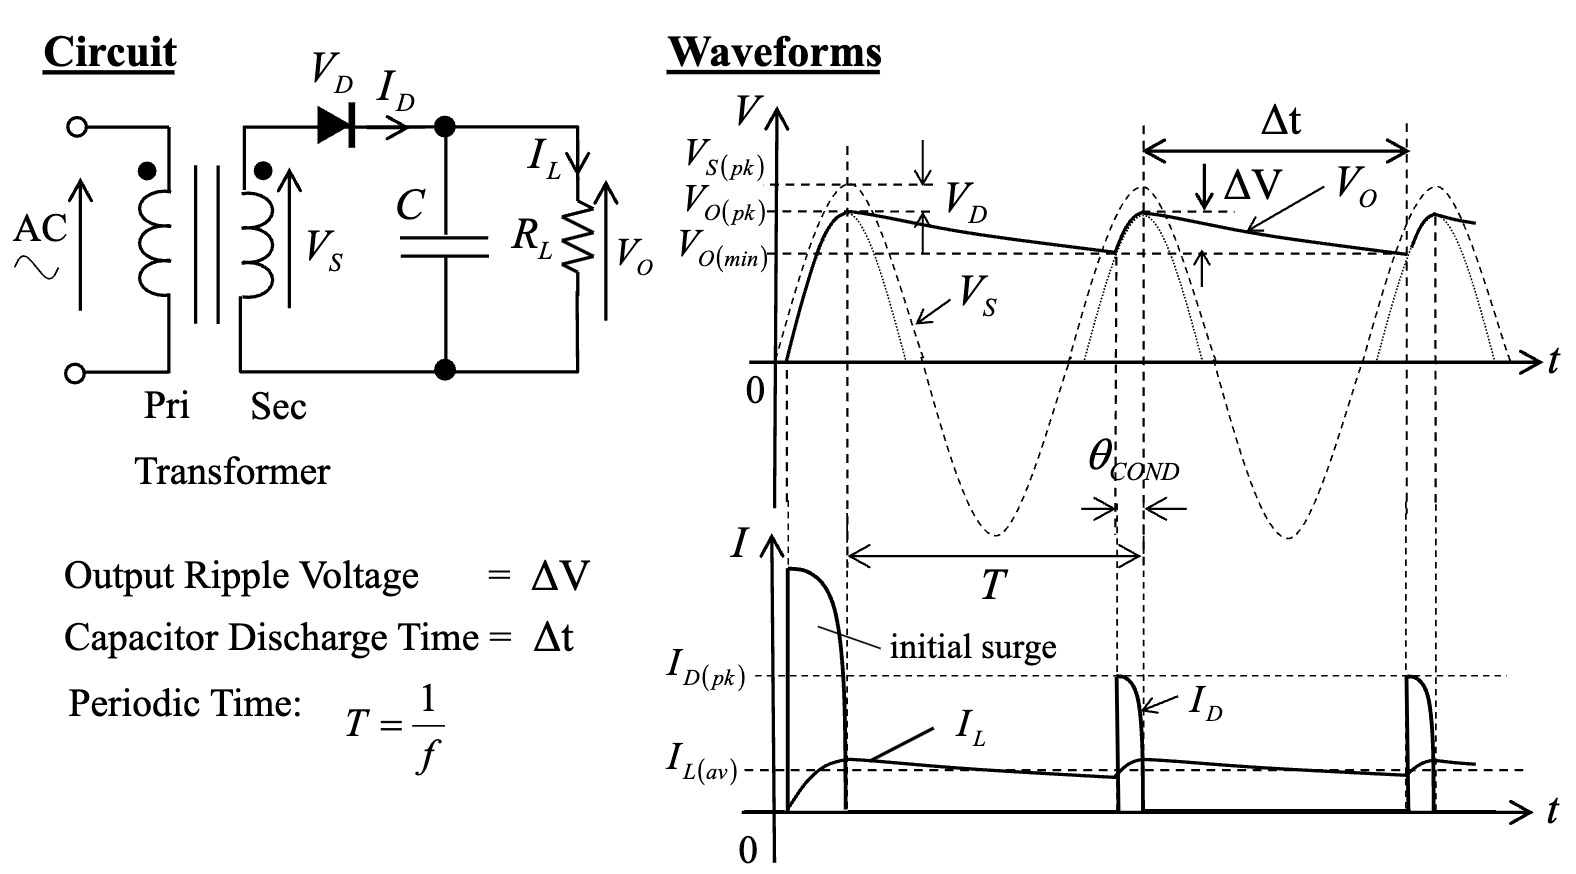 Circuit
V_D
I_D
I_L
AC
V_S
C
R_L
V_O
Pri
Sec
Transformer
Output Ripple Voltage = ΔV
Capacitor Discharge Time = Δt
Periodic Time: T = 1/f
Waveforms
V
Δt
V_{S(pk)}
V_{O(pk)}
V_D
ΔV
V_O
V_{O(min)}
V_S
t
0
θ_{COND}
I
T
initial surge
I_{D(pk)}
I_D
I_L
I_{L(av)}
t
0